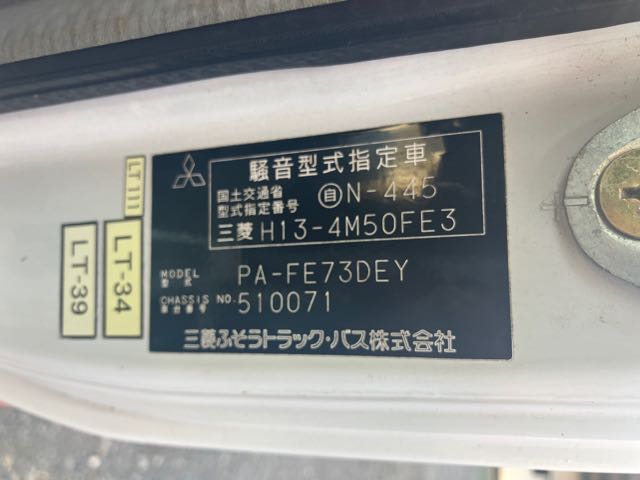 騒音型式指定車
国土交通省
型式指定番号
自N-445
三菱 H13-4M50FE3
MODEL
型式
PA-FE73DEY
CHASSIS NO.
車台番号
510071
三菱ふそうトラック・バス株式会社
LT111
LT-34
LT-39